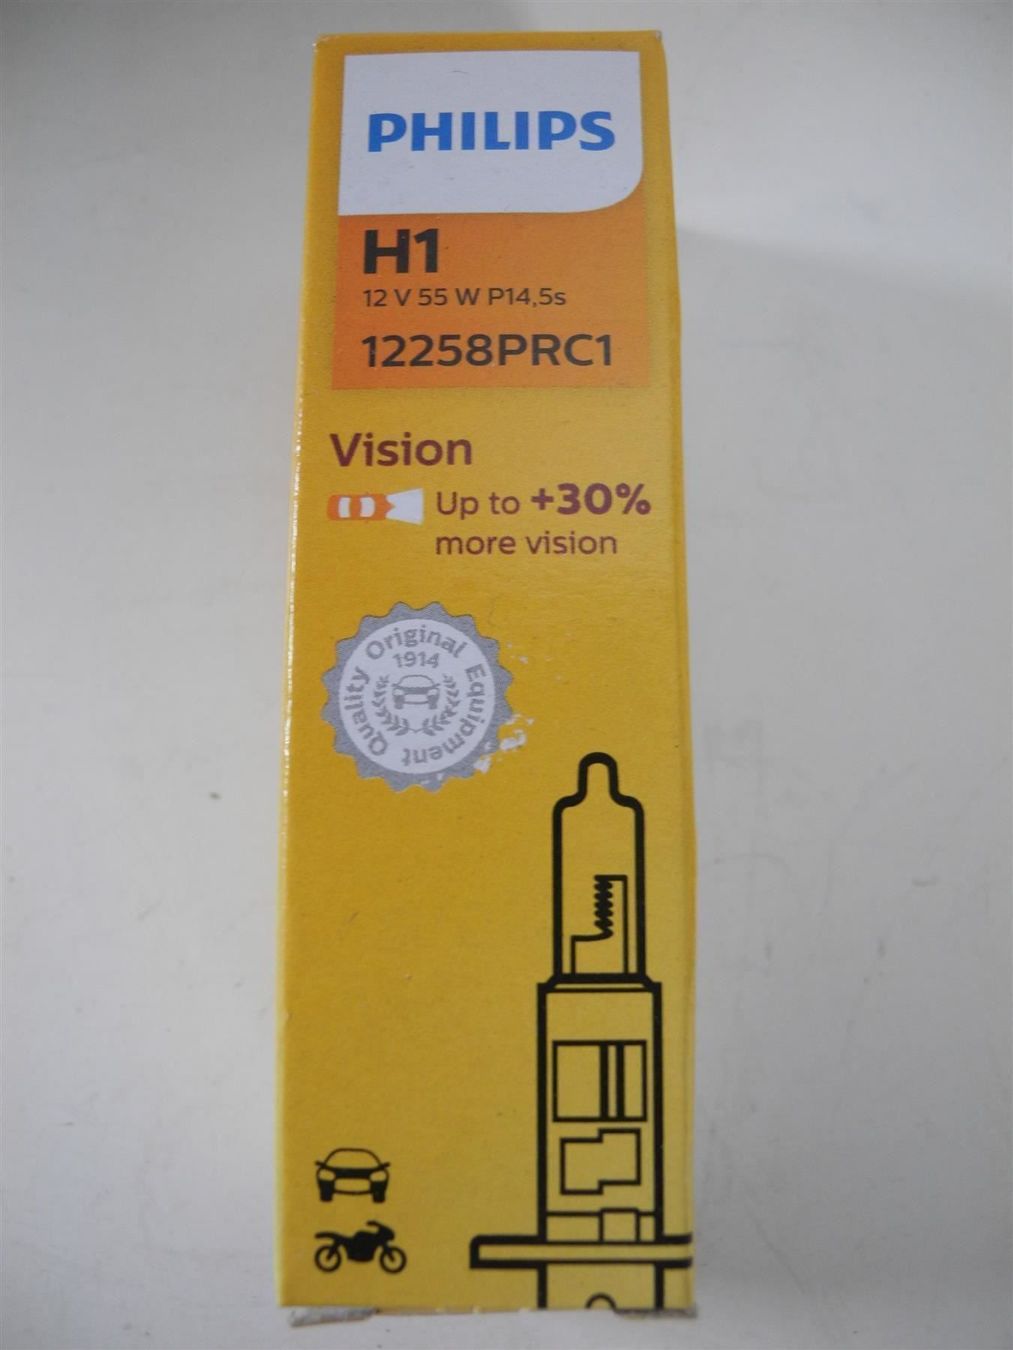 PHILIPS
H1
12 V 55 W P14,5s
12258PRC1
Vision
Up to +30%
more vision
Quality Original Equipment
1914